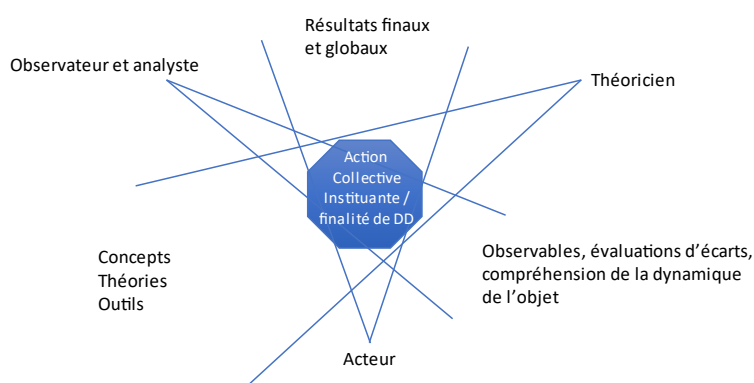 Résultats finaux
et globaux
Observateur et analyste
Théoricien
Action
Collective
Instituante /
finalité de DD
Concepts
Théories
Outils
Observables, évaluations d’écarts,
compréhension de la dynamique
de l’objet
Acteur